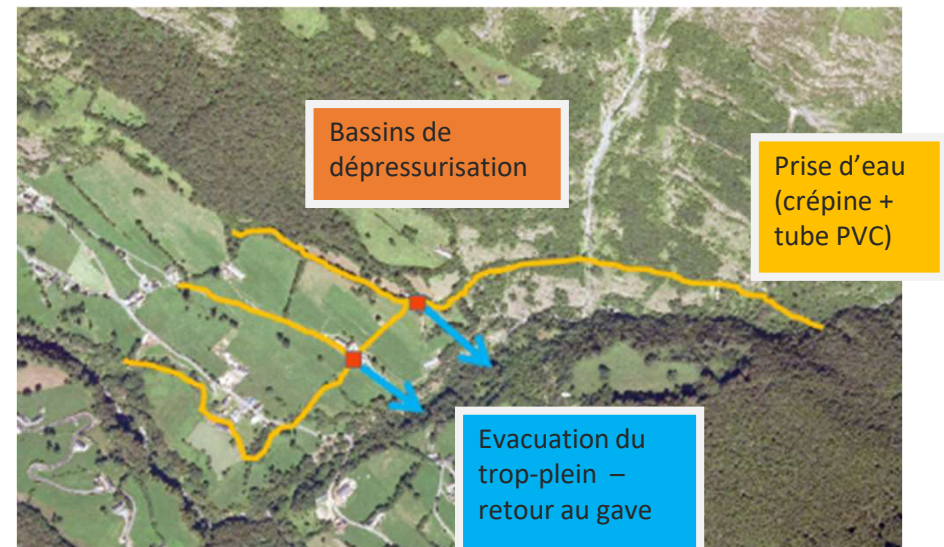 Bassins de
dépressurisation
Prise d’eau
(crépine +
tube PVC)
Evacuation du
trop-plein –
retour au gave